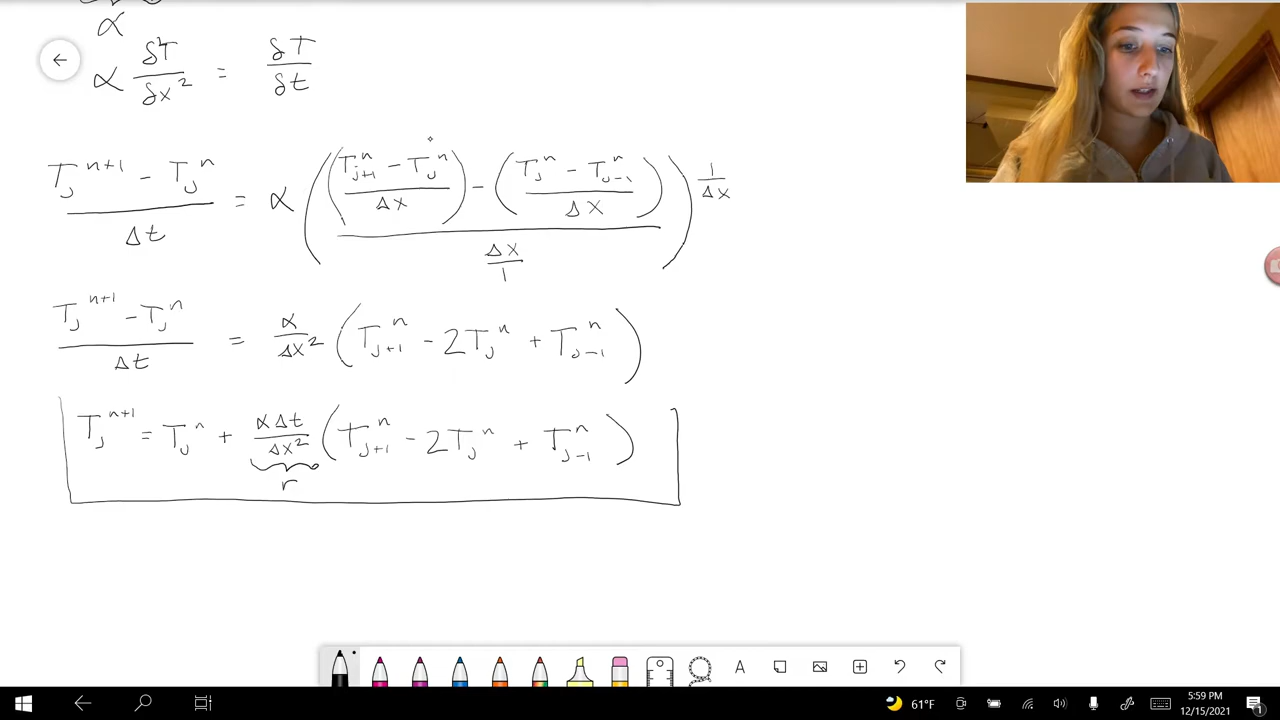 α
α δ²T/δx² = δT/δt
(T_j^{n+1} - T_j^n)/Δt = α(((T_{j+1}^n - T_j^n)/Δx) - ((T_j^n - T_{j-1}^n)/Δx))/(Δx/1) 1/Δx
(T_j^{n+1} - T_j^n)/Δt = α/Δx² (T_{j+1}^n - 2T_j^n + T_{j-1}^n)
T_j^{n+1} = T_j^n + αΔt/Δx² (T_{j+1}^n - 2T_j^n + T_{j-1}^n)
r
A
61°F
5:59 PM
12/15/2021
1